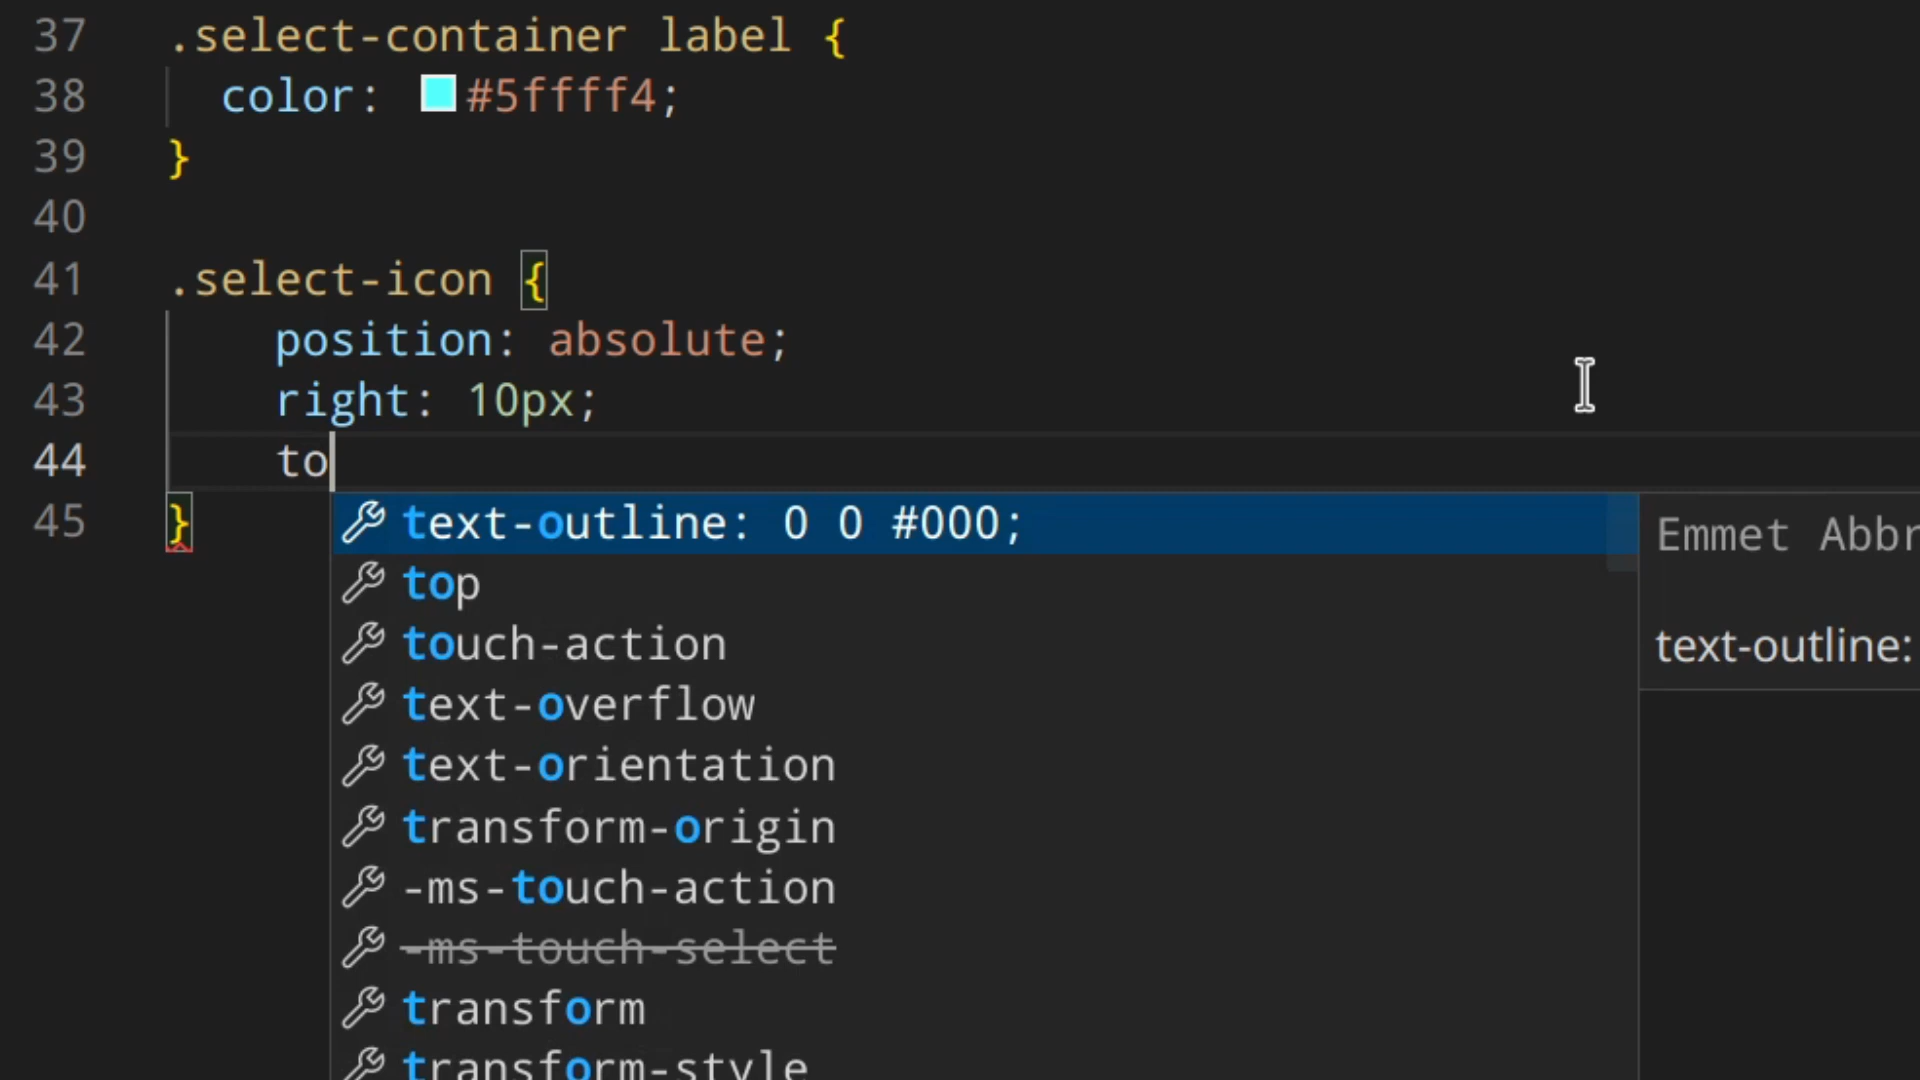 37 .select-container label {
38 color: #5ffff4;
39 }
40
41 .select-icon {
42 position: absolute;
43 right: 10px;
44 to
45 }
text-outline: 0 0 #000;
top
touch-action
text-overflow
text-orientation
transform-origin
-ms-touch-action
-ms-touch-select
transform
transform-style
Emmet Abbr
text-outline: